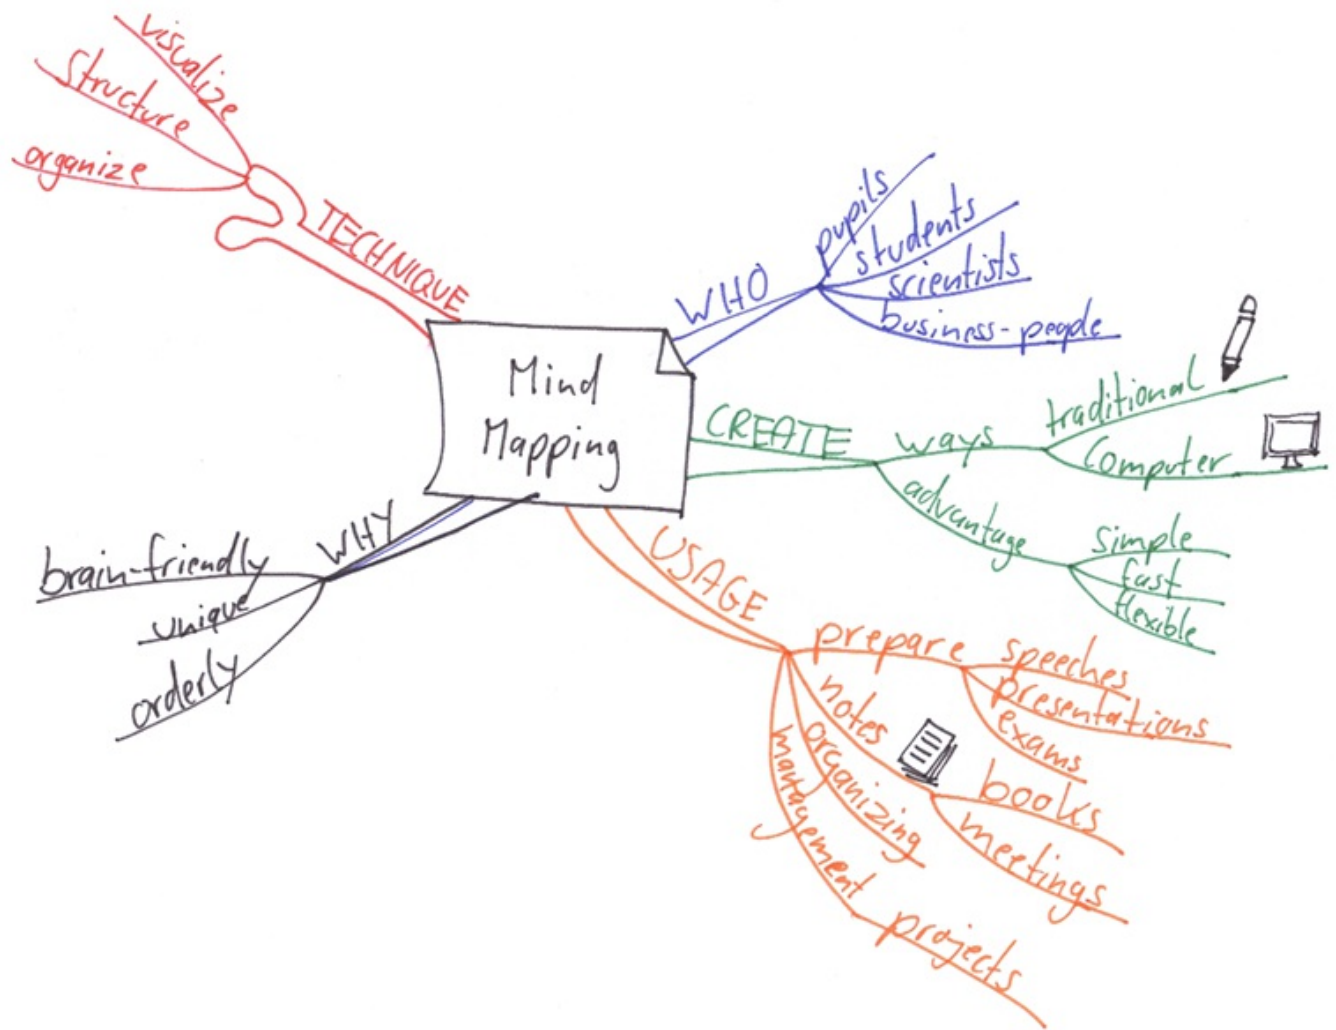 Mind
Mapping
TECHNIQUE
visualize
structure
organize
WHO
pupils
students
scientists
business-people
CREATE
ways
traditional
computer
advantage
simple
fast
flexible
USAGE
prepare
speeches
presentations
exams
notes
books
meetings
organizing
management
projects
WHY
brain-friendly
unique
orderly